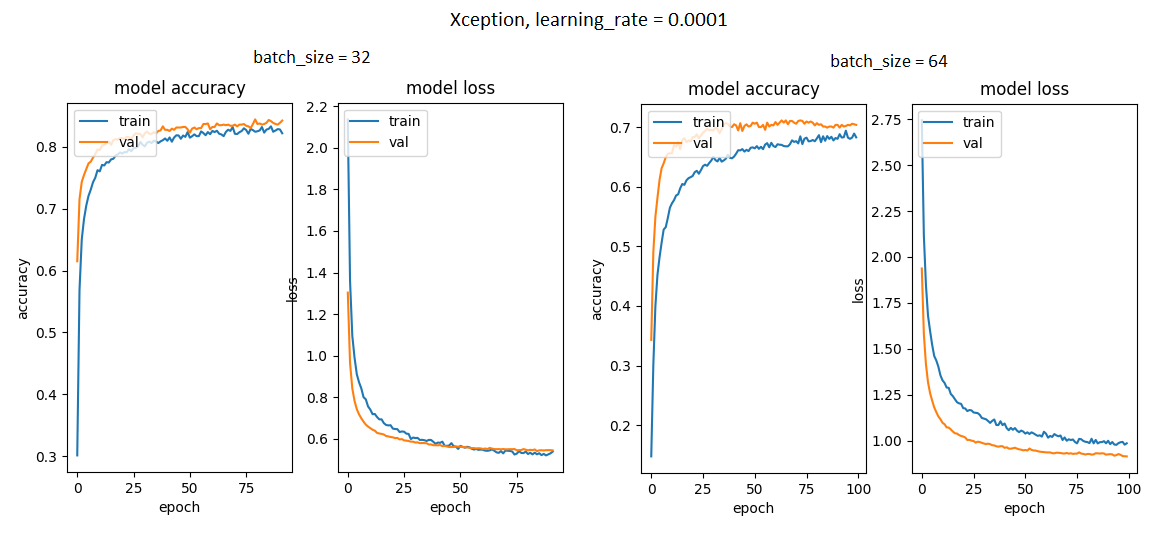 Xception, learning_rate = 0.0001
batch_size = 32
model accuracy
train
val
0.8
0.7
0.6
0.5
0.4
0.3
accuracy
0
25
50
75
epoch
model loss
train
val
2.2
2.0
1.8
1.6
1.4
1.2
1.0
0.8
0.6
loss
0
25
50
75
epoch
batch_size = 64
model accuracy
train
val
0.7
0.6
0.5
0.4
0.3
0.2
accuracy
0
25
50
75
100
epoch
model loss
train
val
2.75
2.50
2.25
2.00
1.75
1.50
1.25
1.00
loss
0
25
50
75
100
epoch